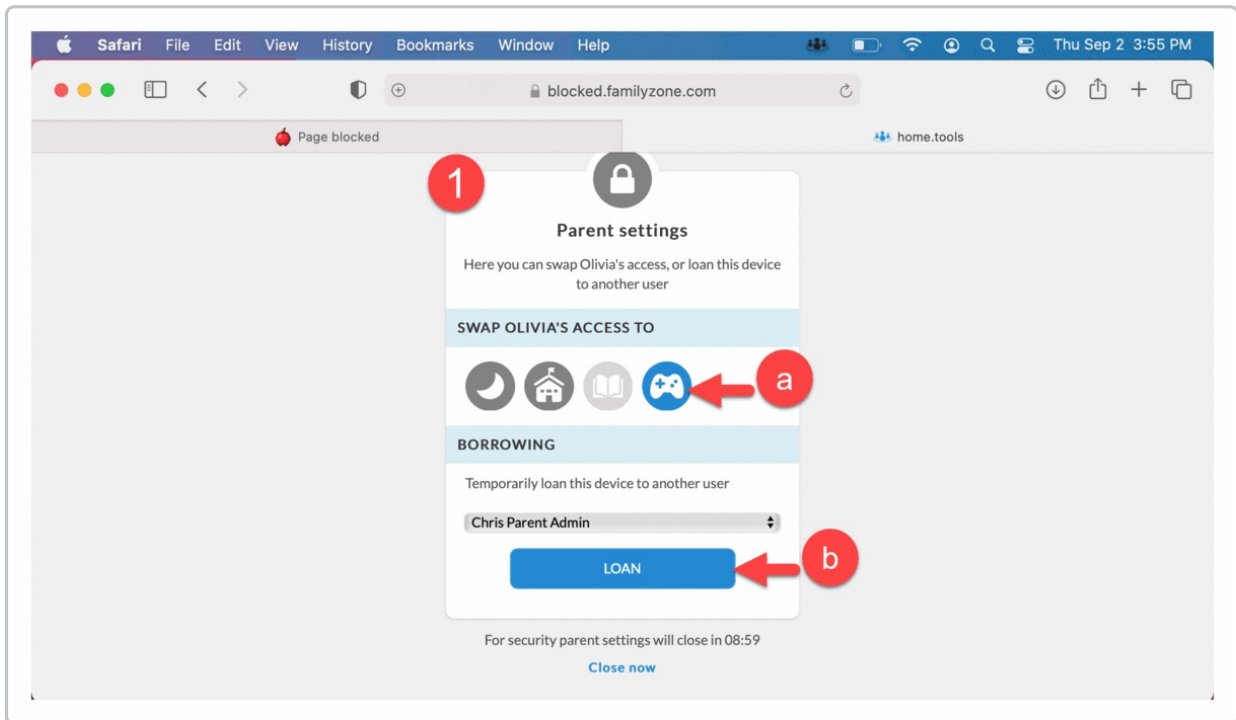 Safari File Edit View History Bookmarks Window Help Thu Sep 2 3:55 PM
blocked.familyzone.com
Page blocked home.tools
1
Parent settings
Here you can swap Olivia's access, or loan this device
to another user
SWAP OLIVIA'S ACCESS TO
a
BORROWING
Temporarily loan this device to another user
Chris Parent Admin
LOAN
b
For security parent settings will close in 08:59
Close now